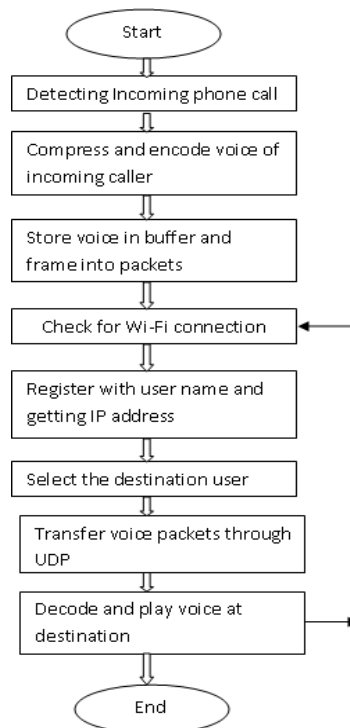 Start
Detecting Incoming phone call
Compress and encode voice of
incoming caller
Store voice in buffer and
frame into packets
Check for Wi-Fi connection
Register with user name and
getting IP address
Select the destination user
Transfer voice packets through
UDP
Decode and play voice at
destination
End